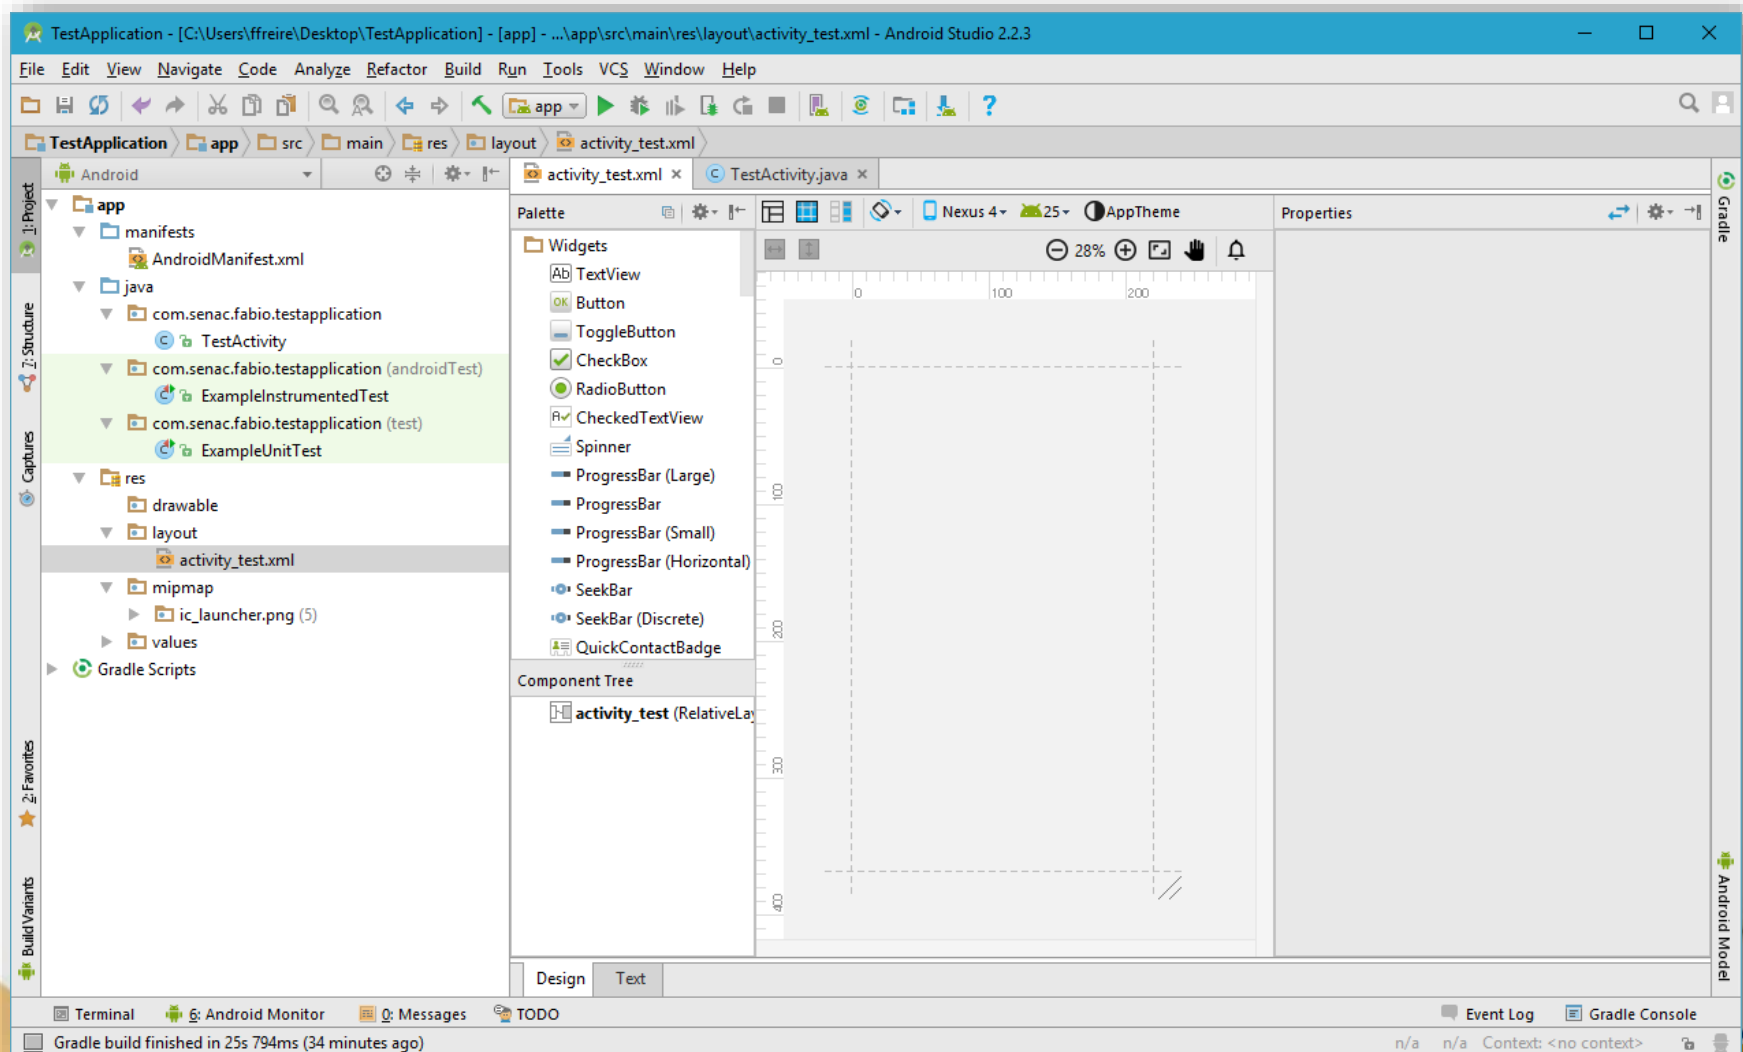 TestApplication - [C:\Users\ffreire\Desktop\TestApplication] - [app] - ...\app\src\main\res\layout\activity_test.xml - Android Studio 2.2.3
File Edit View Navigate Code Analyze Refactor Build Run Tools VCS Window Help
app
TestApplication app src main res layout activity_test.xml
Android
activity_test.xml
TestActivity.java
1: Project
7: Structure
Captures
2: Favorites
Build Variants
app
manifests
AndroidManifest.xml
java
com.senac.fabio.testapplication
TestActivity
com.senac.fabio.testapplication (androidTest)
ExampleInstrumentedTest
com.senac.fabio.testapplication (test)
ExampleUnitTest
res
drawable
layout
activity_test.xml
mipmap
ic_launcher.png (5)
values
Gradle Scripts
Palette
Widgets
Ab TextView
OK Button
ToggleButton
CheckBox
RadioButton
CheckedTextView
Spinner
ProgressBar (Large)
ProgressBar
ProgressBar (Small)
ProgressBar (Horizontal)
SeekBar
SeekBar (Discrete)
QuickContactBadge
Component Tree
activity_test (RelativeLay
Nexus 4 25 AppTheme
28%
0 100 200
0
100
200
300
400
Properties
Gradle
Android Model
Design Text
Terminal 6: Android Monitor 0: Messages TODO
Event Log Gradle Console
Gradle build finished in 25s 794ms (34 minutes ago)
n/a n/a Context: <no context>